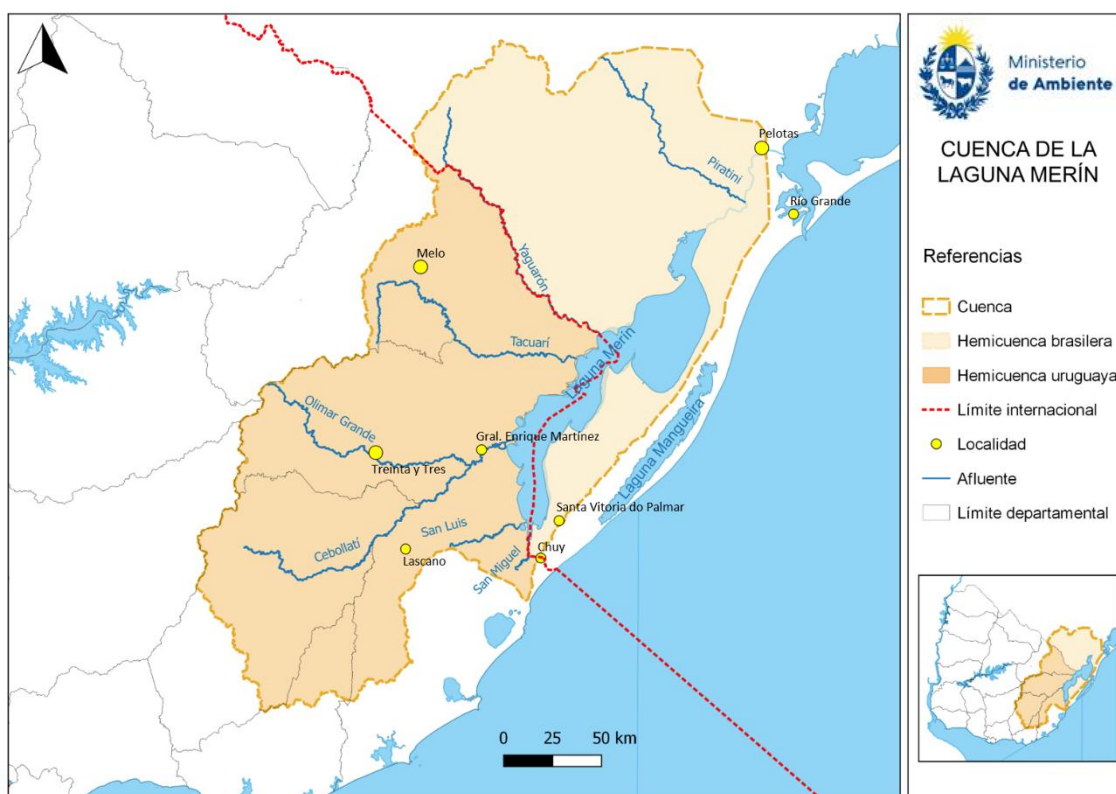 Pelotas
Piratini
Río Grande
Melo
Yaguarón
Tacuarí
Laguna Merín
Olimar Grande
Gral. Enrique Martínez
Treinta y Tres
Laguna Mangueira
Santa Vitoria do Palmar
San Luis
Cebollatí
Lascano
Chuy
San Miguel
0 25 50 km
Ministerio
de Ambiente
CUENCA DE LA
LAGUNA MERÍN
Referencias
Cuenca
Hemicuenca brasilera
Hemicuenca uruguaya
Límite internacional
Localidad
Afluente
Límite departamental